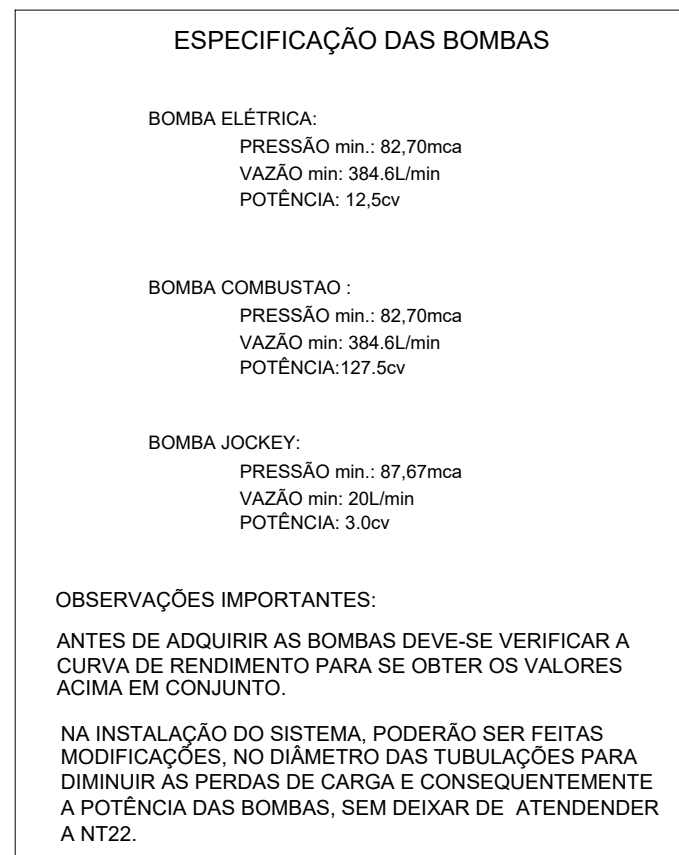 ESPECIFICAÇÃO DAS BOMBAS
BOMBA ELÉTRICA:
PRESSÃO min.: 82,70mca
VAZÃO min: 384.6L/min
POTÊNCIA: 12,5cv
BOMBA COMBUSTAO :
PRESSÃO min.: 82,70mca
VAZÃO min: 384.6L/min
POTÊNCIA:127.5cv
BOMBA JOCKEY:
PRESSÃO min.: 87,67mca
VAZÃO min: 20L/min
POTÊNCIA: 3.0cv
OBSERVAÇÕES IMPORTANTES:
ANTES DE ADQUIRIR AS BOMBAS DEVE-SE VERIFICAR A
CURVA DE RENDIMENTO PARA SE OBTER OS VALORES
ACIMA EM CONJUNTO.
NA INSTALAÇÃO DO SISTEMA, PODERÃO SER FEITAS
MODIFICAÇÕES, NO DIÂMETRO DAS TUBULAÇÕES PARA
DIMINUIR AS PERDAS DE CARGA E CONSEQUENTEMENTE
A POTÊNCIA DAS BOMBAS, SEM DEIXAR DE ATENDENDER
A NT22.